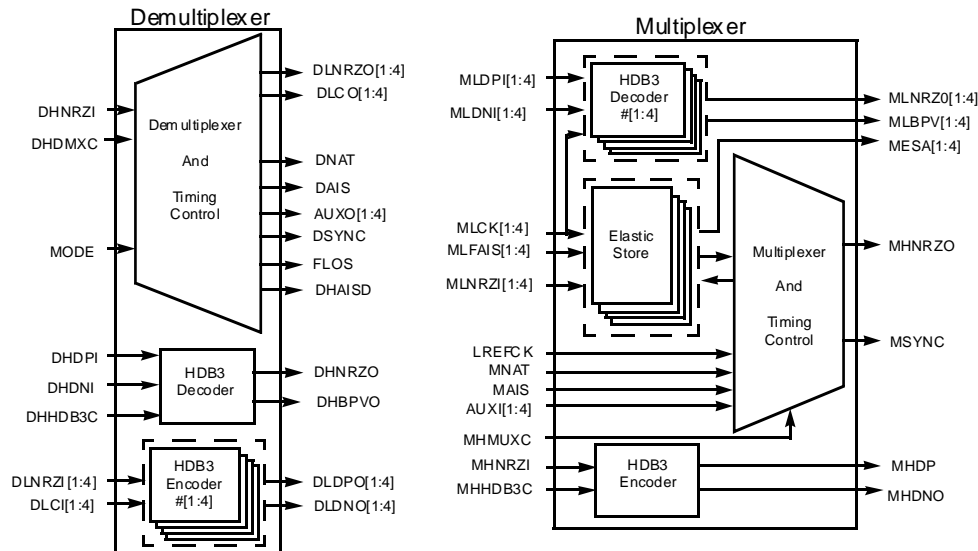 Demultiplexer
DHNRZI
DHDMXC
MODE
Demultiplexer
And
Timing
Control
DLNRZO[1:4]
DLCO[1:4]
DNAT
DAIS
AUXO[1:4]
DSYNC
FLOS
DHAISD
DHDPI
DHDNI
DHHDB3C
HDB3
Decoder
DHNRZO
DHBPVO
DLNRZI[1:4]
DLCI[1:4]
HDB3
Encoder
#[1:4]
DLDPO[1:4]
DLDNO[1:4]
Multiplexer
MLDPI[1:4]
MLDNI[1:4]
HDB3
Decoder
#[1:4]
MLNRZ0[1:4]
MLBPV[1:4]
MESA[1:4]
MLCK[1:4]
MLFAIS[1:4]
MLNRZI[1:4]
Elastic
Store
Multiplexer
And
Timing
Control
MHNRZO
MSYNC
LREFCK
MNAT
MAIS
AUXI[1:4]
MHMUXC
MHNRZI
MHHDB3C
HDB3
Encoder
MHDP
MHDNO